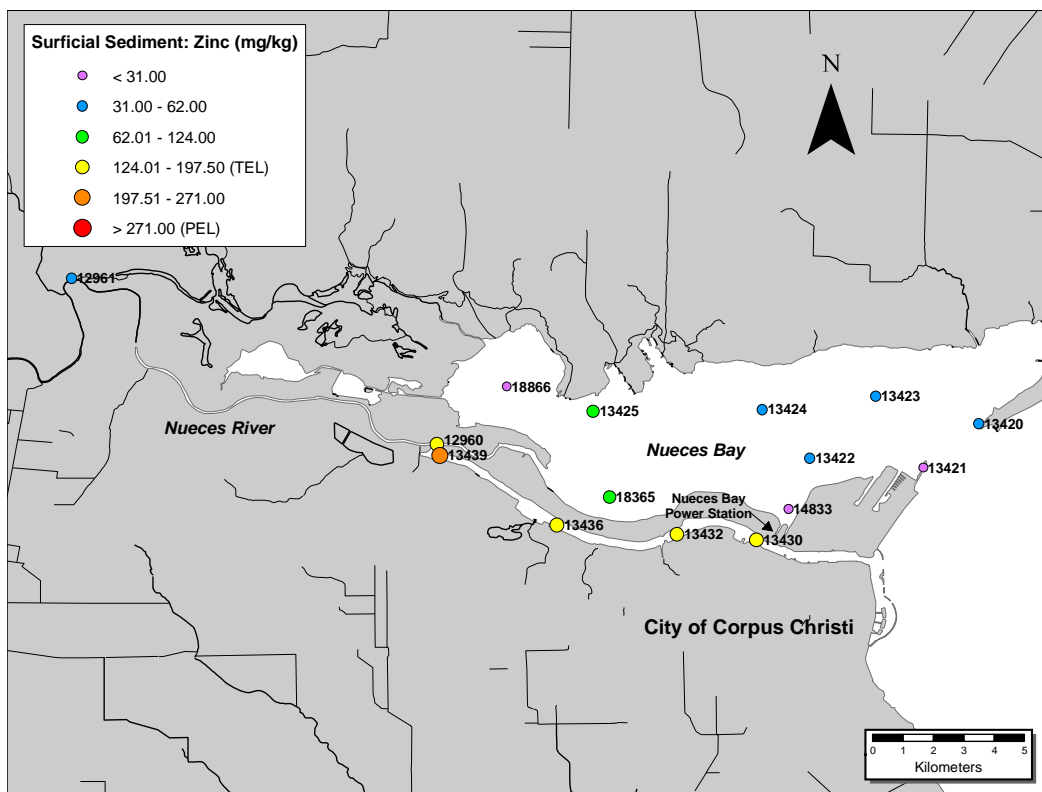 Surficial Sediment: Zinc (mg/kg)
< 31.00
31.00 - 62.00
62.01 - 124.00
124.01 - 197.50 (TEL)
197.51 - 271.00
> 271.00 (PEL)
N
12961
18866
13425
13424
13423
13420
Nueces River
12960
13439
Nueces Bay
13422
13421
18365
Nueces Bay
Power Station
14833
13436
13432
13430
City of Corpus Christi
0 1 2 3 4 5
Kilometers